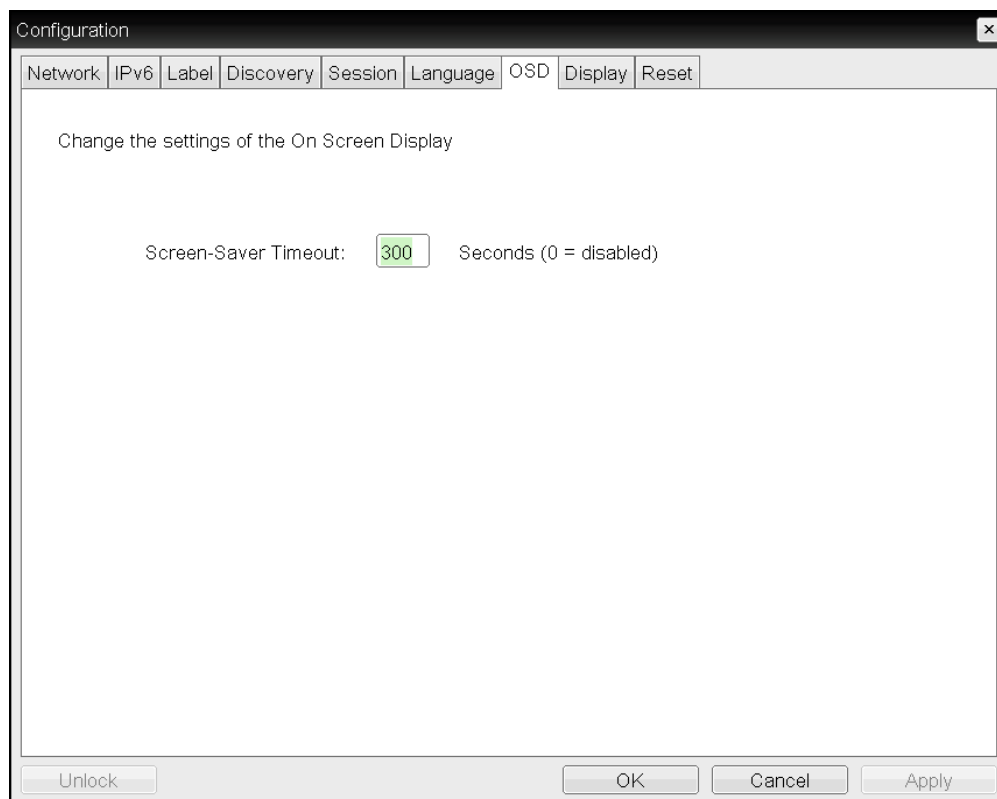 Configuration
Network IPv6 Label Discovery Session Language OSD Display Reset
Change the settings of the On Screen Display
Screen-Saver Timeout: 300 Seconds (0 = disabled)
Unlock OK Cancel Apply